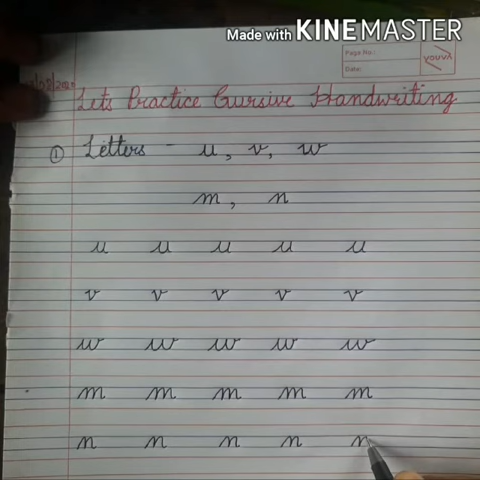 Made with KINEMASTER
Page No.:
Date:
YOUVA
Lets Practice Cursive Handwriting
① Letters - u, v, w
m, n
u u u u u
v v v v v
w w w w w
m m m m m
n n n n n